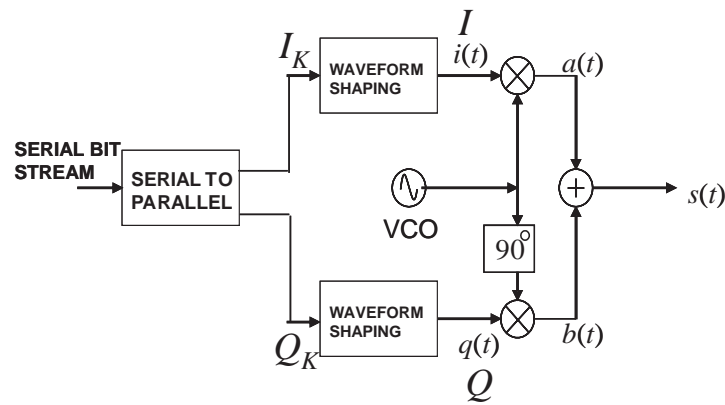 I
I_K
WAVEFORM
SHAPING
i(t)
a(t)
SERIAL BIT
STREAM
SERIAL TO
PARALLEL
VCO
+
s(t)
90°
Q_K
WAVEFORM
SHAPING
q(t)
b(t)
Q